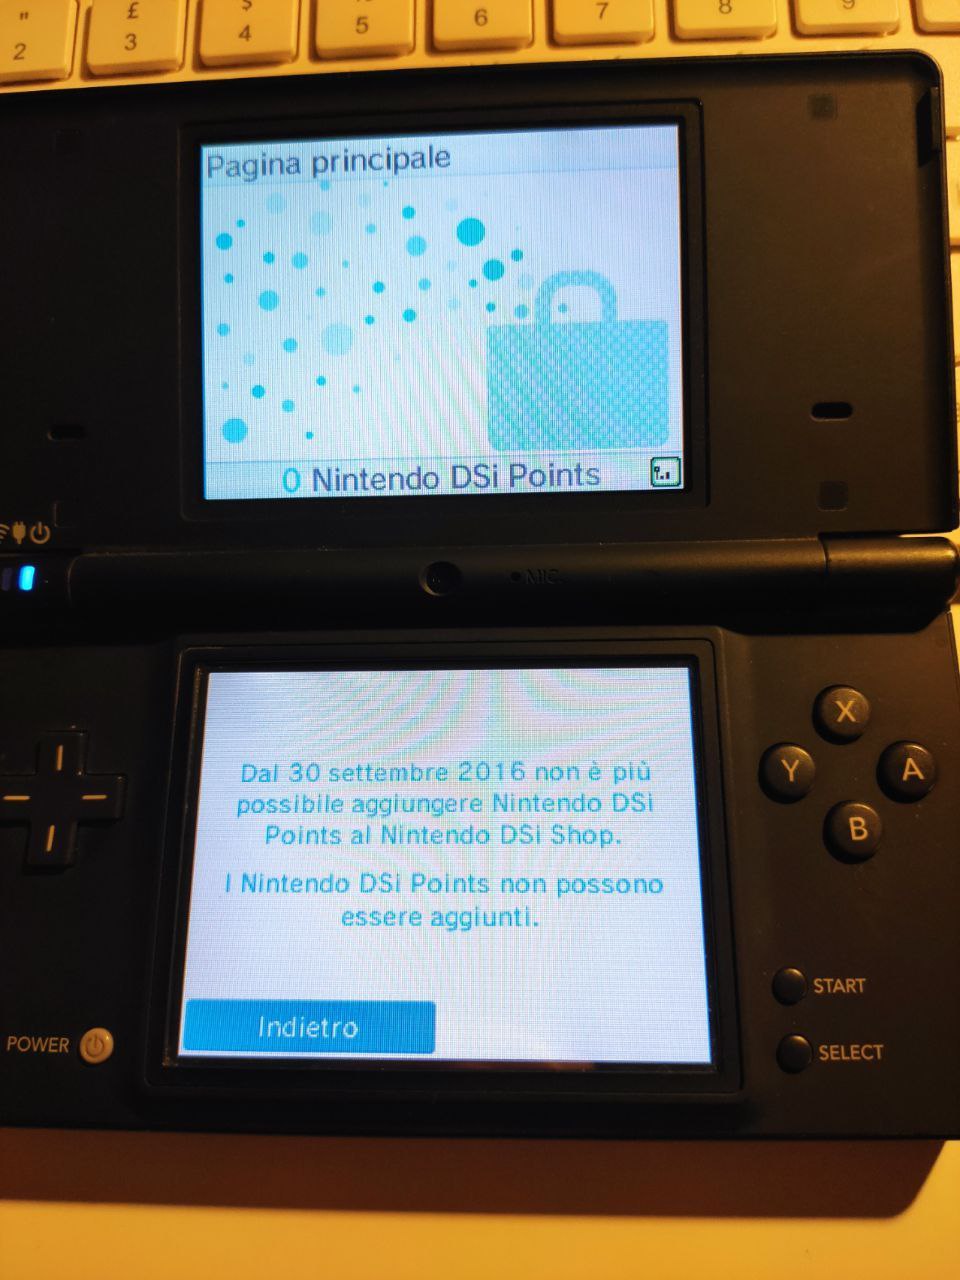 " £ $ % 
2 3 4 5 6 7 8 9
Pagina principale
0 Nintendo DSi Points
MIC.
Dal 30 settembre 2016 non è più
possibile aggiungere Nintendo DSi
Points al Nintendo DSi Shop.
I Nintendo DSi Points non possono
essere aggiunti.
Indietro
X
Y
A
B
START
SELECT
POWER